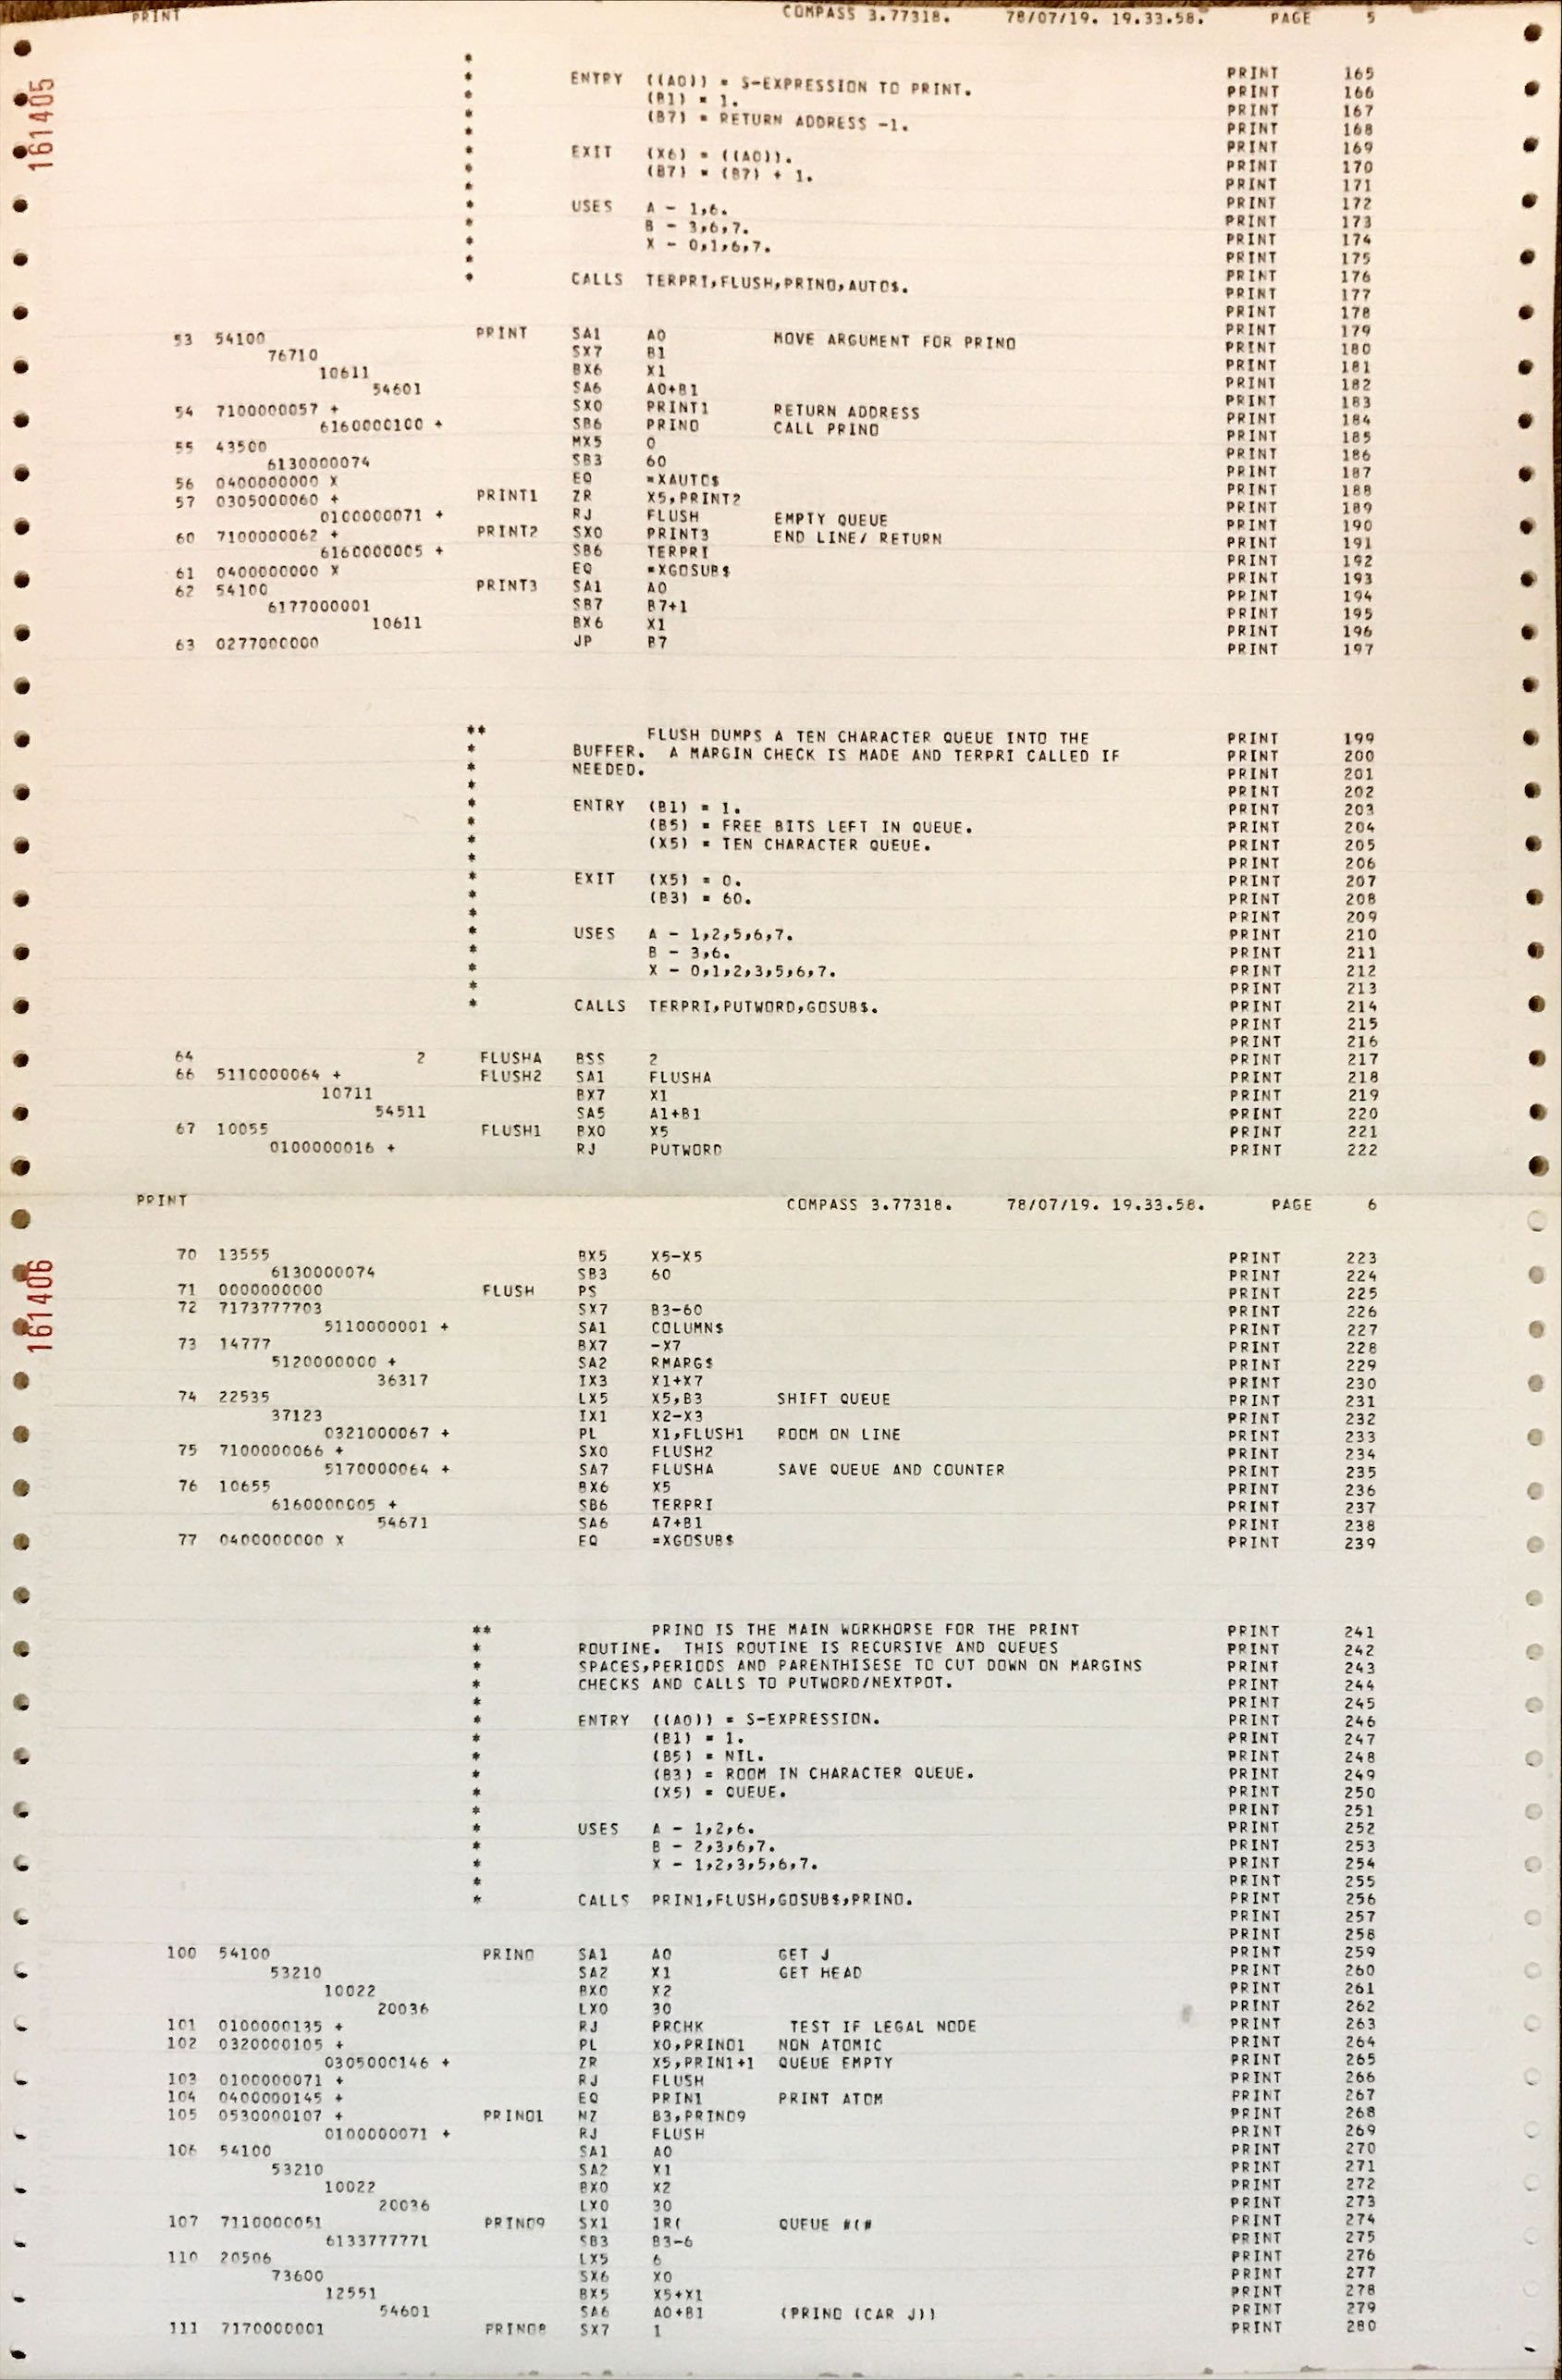 PRINT COMPASS 3.77318. 78/07/19. 19.33.58. PAGE 5
161405
* PRINT 165
* ENTRY ((A0)) = S-EXPRESSION TO PRINT. PRINT 166
* (B1) = 1. PRINT 167
* (B7) = RETURN ADDRESS -1. PRINT 168
* PRINT 169
* EXIT (X6) = ((A0)). PRINT 170
* (B7) = (B7) + 1. PRINT 171
* PRINT 172
* USES A - 1,6. PRINT 173
* B - 3,6,7. PRINT 174
* X - 0,1,6,7. PRINT 175
* PRINT 176
* CALLS TERPRI,FLUSH,PRIN0,AUTO$. PRINT 177
PRINT 178
PRINT 179
53 54100 PRINT SA1 A0 MOVE ARGUMENT FOR PRIN0 PRINT 180
76710 SX7 B1 PRINT 181
10611 BX6 X1 PRINT 182
54601 SA6 A0+B1 PRINT 183
54 7100000057 + SX0 PRINT1 RETURN ADDRESS PRINT 184
6160000100 + SB6 PRIN0 CALL PRIN0 PRINT 185
55 43500 MX5 0 PRINT 186
6130000074 SB3 60 PRINT 187
56 0400000000 X EQ =XAUTO$ PRINT 188
57 0305000060 + PRINT1 ZR X5,PRINT2 PRINT 189
0100000071 + RJ FLUSH EMPTY QUEUE PRINT 190
60 7100000062 + PRINT2 SX0 PRINT3 END LINE/ RETURN PRINT 191
6160000005 + SB6 TERPRI PRINT 192
61 0400000000 X EQ =XGOSUB$ PRINT 193
62 54100 PRINT3 SA1 A0 PRINT 194
6177000001 SB7 B7+1 PRINT 195
10611 BX6 X1 PRINT 196
63 0277000000 JP B7 PRINT 197
** FLUSH DUMPS A TEN CHARACTER QUEUE INTO THE PRINT 199
* BUFFER. A MARGIN CHECK IS MADE AND TERPRI CALLED IF PRINT 200
* NEEDED. PRINT 201
* PRINT 202
* ENTRY (B1) = 1. PRINT 203
* (B5) = FREE BITS LEFT IN QUEUE. PRINT 204
* (X5) = TEN CHARACTER QUEUE. PRINT 205
* PRINT 206
* EXIT (X5) = 0. PRINT 207
* (B3) = 60. PRINT 208
* PRINT 209
* USES A - 1,2,5,6,7. PRINT 210
* B - 3,6. PRINT 211
* X - 0,1,2,3,5,6,7. PRINT 212
* PRINT 213
* CALLS TERPRI,PUTWORD,GOSUB$. PRINT 214
PRINT 215
PRINT 216
64 2 FLUSHA BSS 2 PRINT 217
66 5110000064 + FLUSH2 SA1 FLUSHA PRINT 218
10711 BX7 X1 PRINT 219
54511 SA5 A1+B1 PRINT 220
67 10055 FLUSH1 BX0 X5 PRINT 221
0100000016 + RJ PUTWORD PRINT 222
PRINT COMPASS 3.77318. 78/07/19. 19.33.58. PAGE 6
161406
70 13555 BX5 X5-X5 PRINT 223
6130000074 SB3 60 PRINT 224
71 0000000000 FLUSH PS PRINT 225
72 7173777703 SX7 B3-60 PRINT 226
5110000001 + SA1 COLUMN$ PRINT 227
73 14777 BX7 -X7 PRINT 228
5120000000 + SA2 RMARG$ PRINT 229
36317 IX3 X1+X7 PRINT 230
74 22535 LX5 X5,B3 SHIFT QUEUE PRINT 231
37123 IX1 X2-X3 PRINT 232
0321000067 + PL X1,FLUSH1 ROOM ON LINE PRINT 233
75 7100000066 + SX0 FLUSH2 PRINT 234
5170000064 + SA7 FLUSHA SAVE QUEUE AND COUNTER PRINT 235
76 10655 BX6 X5 PRINT 236
6160000005 + SB6 TERPRI PRINT 237
54671 SA6 A7+B1 PRINT 238
77 0400000000 X EQ =XGOSUB$ PRINT 239
** PRIN0 IS THE MAIN WORKHORSE FOR THE PRINT PRINT 241
* ROUTINE. THIS ROUTINE IS RECURSIVE AND QUEUES PRINT 242
* SPACES,PERIODS AND PARENTHISESE TO CUT DOWN ON MARGINS PRINT 243
* CHECKS AND CALLS TO PUTWORD/NEXTPOT. PRINT 244
* PRINT 245
* ENTRY ((A0)) = S-EXPRESSION. PRINT 246
* (B1) = 1. PRINT 247
* (B5) = NIL. PRINT 248
* (B3) = ROOM IN CHARACTER QUEUE. PRINT 249
* (X5) = QUEUE. PRINT 250
* PRINT 251
* USES A - 1,2,6. PRINT 252
* B - 2,3,6,7. PRINT 253
* X - 1,2,3,5,6,7. PRINT 254
* PRINT 255
* CALLS PRIN1,FLUSH,GOSUB$,PRIN0. PRINT 256
PRINT 257
PRINT 258
100 54100 PRIN0 SA1 A0 GET J PRINT 259
53210 SA2 X1 GET HEAD PRINT 260
10022 BX0 X2 PRINT 261
20036 LX0 30 PRINT 262
101 0100000135 + RJ PRCHK TEST IF LEGAL NODE PRINT 263
102 0320000105 + PL X0,PRIN01 NON ATOMIC PRINT 264
0305000146 + ZR X5,PRIN1+1 QUEUE EMPTY PRINT 265
103 0100000071 + RJ FLUSH PRINT 266
104 0400000145 + EQ PRIN1 PRINT ATOM PRINT 267
105 0530000107 + PRIN01 NZ B3,PRIN09 PRINT 268
0100000071 + RJ FLUSH PRINT 269
106 54100 SA1 A0 PRINT 270
53210 SA2 X1 PRINT 271
10022 BX0 X2 PRINT 272
20036 LX0 30 PRINT 273
107 7110000051 PRIN09 SX1 1R( QUEUE #(# PRINT 274
6133777771 SB3 B3-6 PRINT 275
110 20506 LX5 6 PRINT 276
73600 SX6 X0 PRINT 277
12551 BX5 X5+X1 PRINT 278
54601 SA6 A0+B1 (PRIN0 (CAR J)) PRINT 279
111 7170000001 PRIN08 SX7 1 PRINT 280